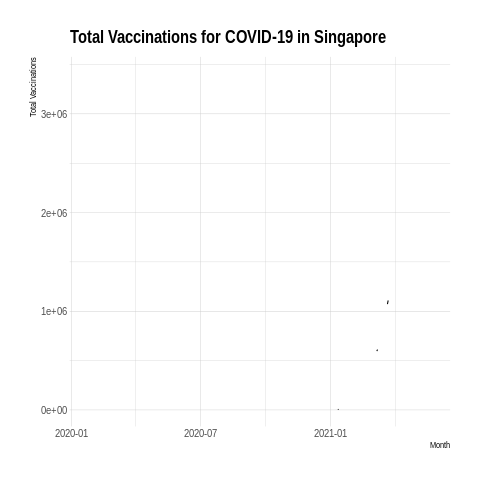 Total Vaccinations for COVID-19 in Singapore
Total Vaccinations
3e+06
2e+06
1e+06
0e+00
2020-01 2020-07 2021-01
Month